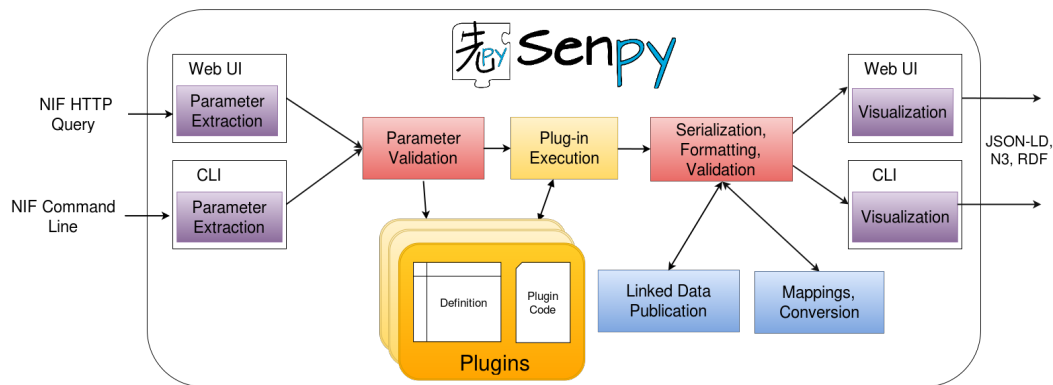 先
py
Senpy
Web UI
Parameter
Extraction
NIF HTTP
Query
CLI
Parameter
Extraction
NIF Command
Line
Parameter
Validation
Plug-in
Execution
Serialization,
Formatting,
Validation
Web UI
Visualization
CLI
Visualization
JSON-LD,
N3, RDF
Definition
Plugin
Code
Plugins
Linked Data
Publication
Mappings,
Conversion